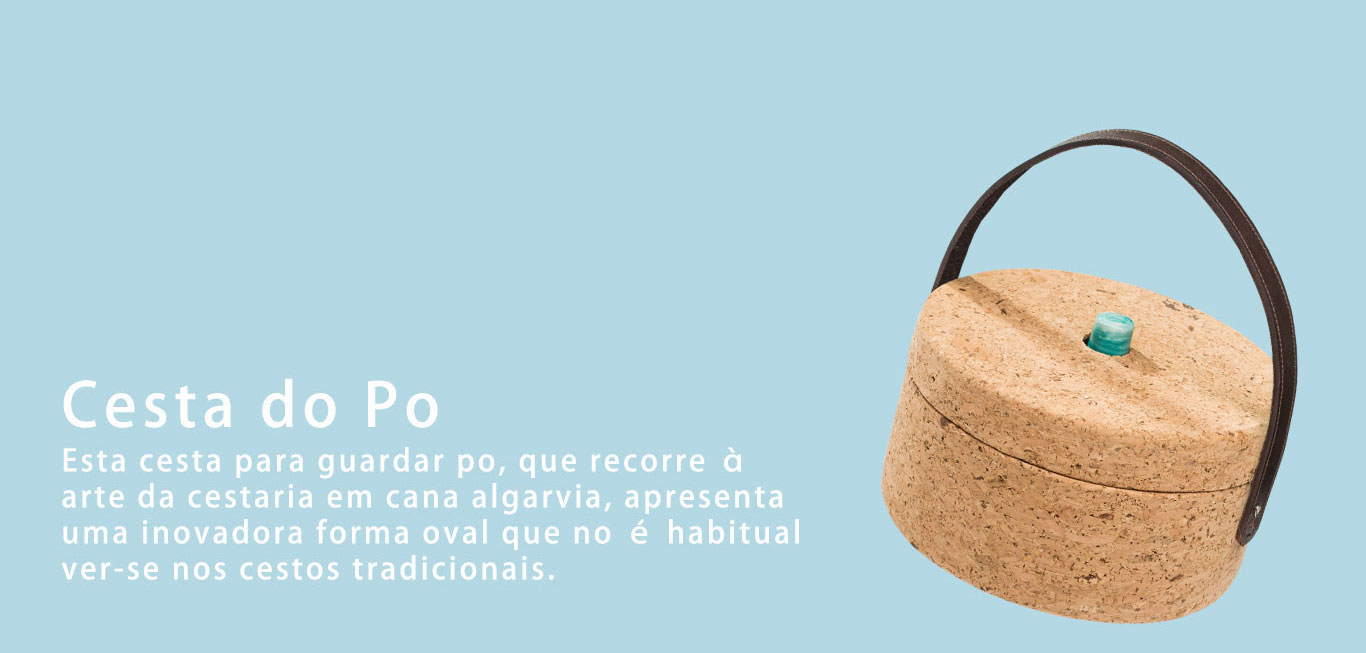 Cesta do Po
Esta cesta para guardar po, que recorre à
arte da cestaria em cana algarvia, apresenta
uma inovadora forma oval que no é habitual
ver-se nos cestos tradicionais.